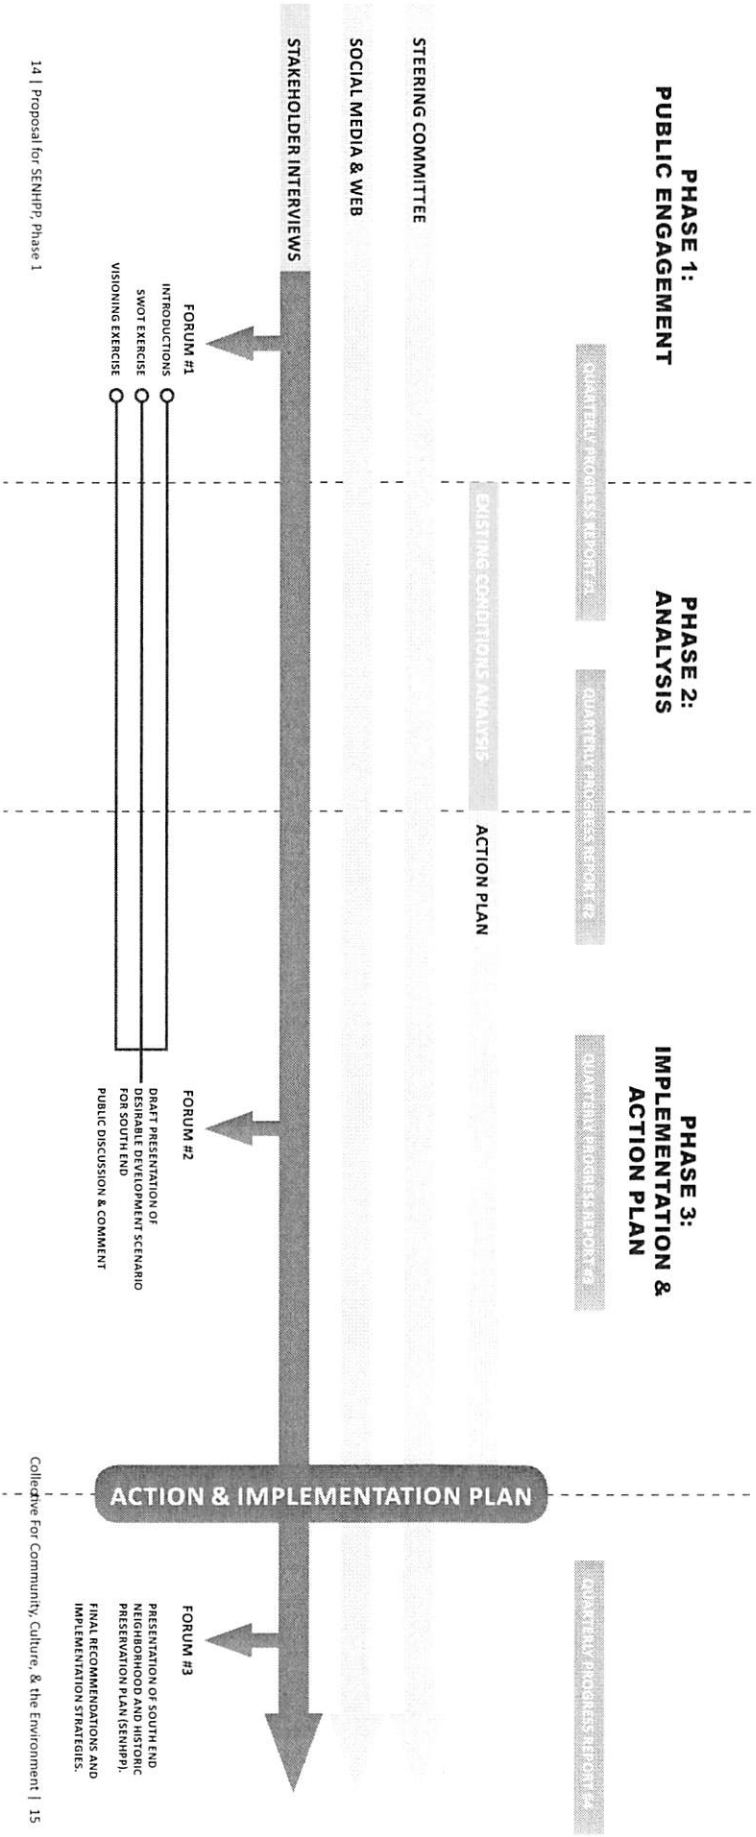 PHASE 1:
PUBLIC ENGAGEMENT
PHASE 2:
ANALYSIS
PHASE 3:
IMPLEMENTATION &
ACTION PLAN
QUARTERLY PROGRESS REPORT #1
QUARTERLY PROGRESS REPORT #2
QUARTERLY PROGRESS REPORT #3
QUARTERLY PROGRESS REPORT #4
EXISTING CONDITIONS ANALYSIS
ACTION PLAN
STEERING COMMITTEE
SOCIAL MEDIA & WEB
STAKEHOLDER INTERVIEWS
ACTION & IMPLEMENTATION PLAN
FORUM #1
INTRODUCTIONS
SWOT EXERCISE
VISIONING EXERCISE
FORUM #2
DRAFT PRESENTATION OF
DESIRABLE DEVELOPMENT SCENARIO
FOR SOUTH END
PUBLIC DISCUSSION & COMMENT
FORUM #3
PRESENTATION OF SOUTH END
NEIGHBORHOOD AND HISTORIC
PRESERVATION PLAN (SENHPP).
FINAL RECOMMENDATIONS AND
IMPLEMENTATION STRATEGIES.
14 | Proposal for SENHPP, Phase 1
Collective For Community, Culture, & the Environment | 15